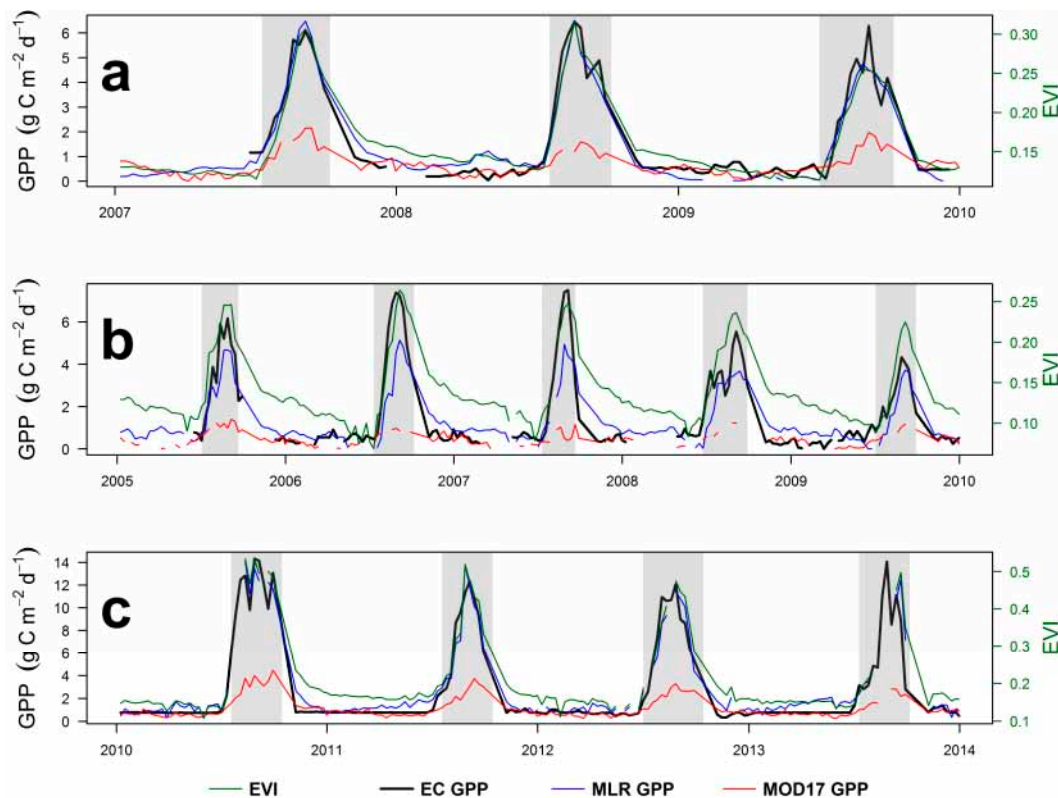 a
GPP (g C m⁻² d⁻¹)
6
5
4
3
2
1
0
0.30
0.25
0.20
0.15
EVI
2007 2008 2009 2010
b
GPP (g C m⁻² d⁻¹)
6
4
2
0
0.25
0.20
0.15
0.10
EVI
2005 2006 2007 2008 2009 2010
c
GPP (g C m⁻² d⁻¹)
14
12
10
8
6
4
2
0
0.5
0.4
0.3
0.2
0.1
EVI
2010 2011 2012 2013 2014
EVI EC GPP MLR GPP MOD17 GPP